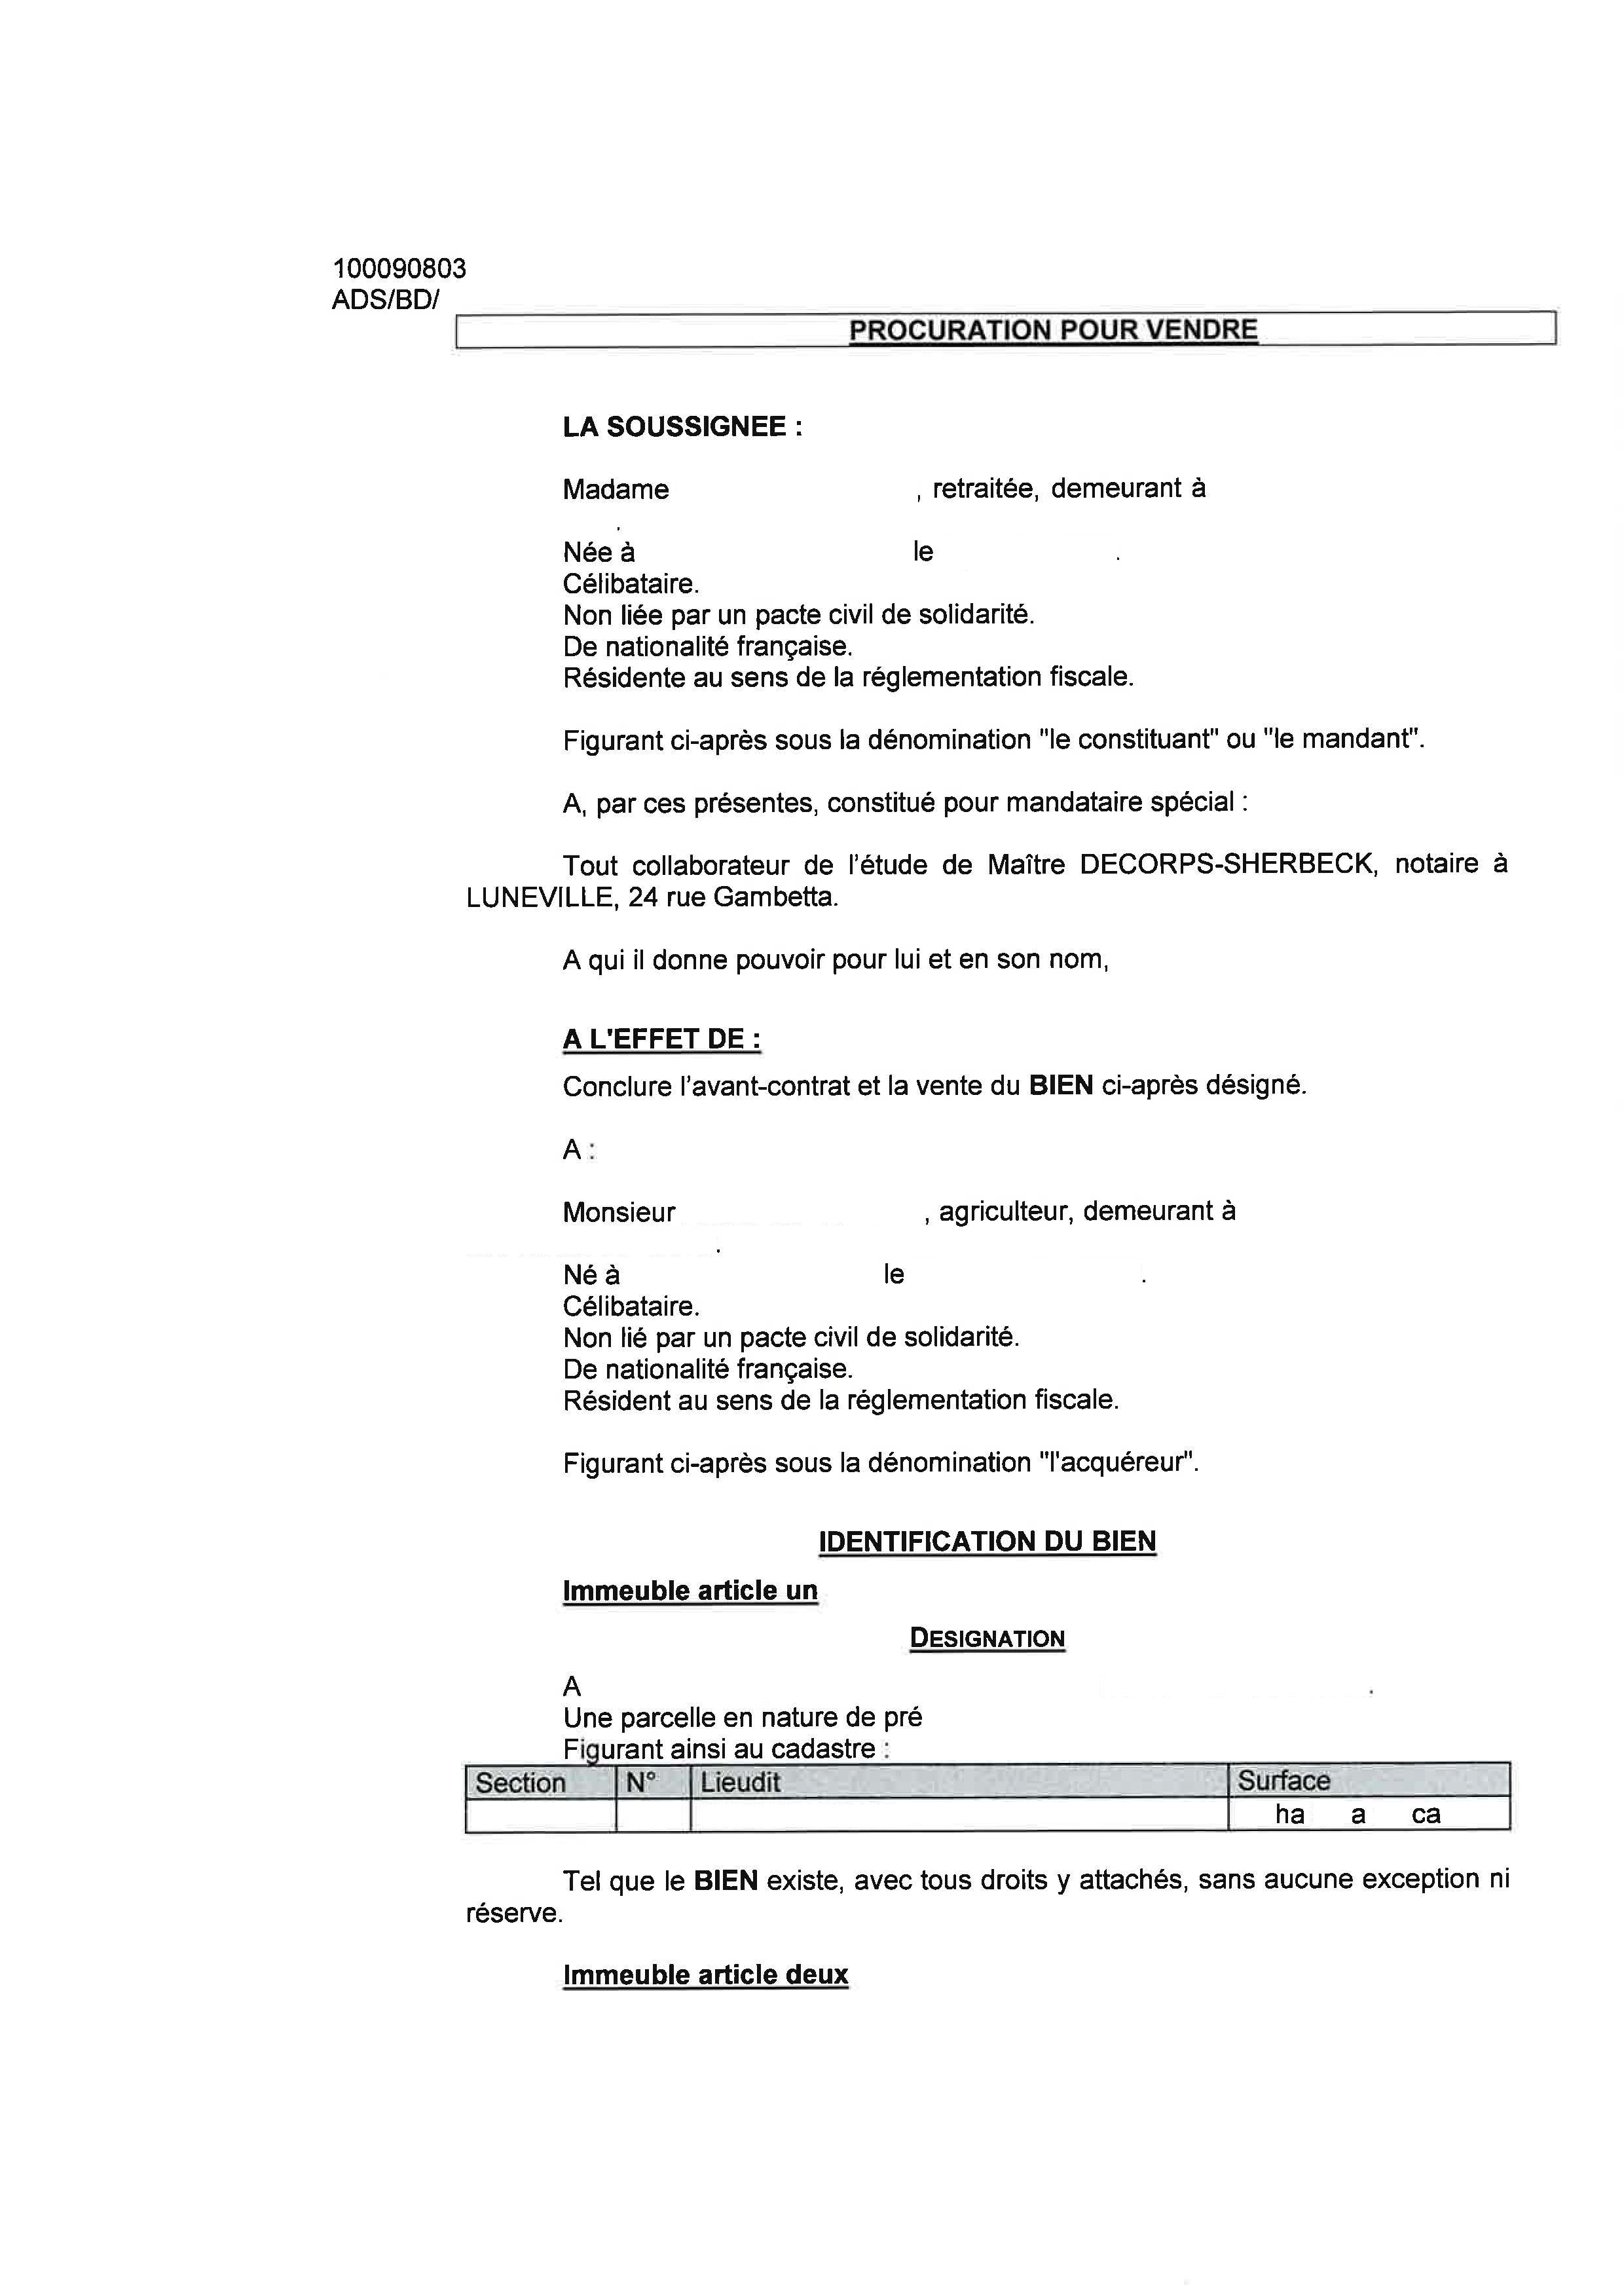 100090803
ADS/BD/
PROCURATION POUR VENDRE
LA SOUSSIGNEE :
Madame , retraitée, demeurant à
.
Née à le .
Célibataire.
Non liée par un pacte civil de solidarité.
De nationalité française.
Résidente au sens de la réglementation fiscale.
Figurant ci-après sous la dénomination "le constituant" ou "le mandant".
A, par ces présentes, constitué pour mandataire spécial :
Tout collaborateur de l'étude de Maître DECORPS-SHERBECK, notaire à
LUNEVILLE, 24 rue Gambetta.
A qui il donne pouvoir pour lui et en son nom,
A L'EFFET DE :
Conclure l'avant-contrat et la vente du BIEN ci-après désigné.
A :
Monsieur , agriculteur, demeurant à
.
Né à le .
Célibataire.
Non lié par un pacte civil de solidarité.
De nationalité française.
Résident au sens de la réglementation fiscale.
Figurant ci-après sous la dénomination "l'acquéreur".
IDENTIFICATION DU BIEN
Immeuble article un
DESIGNATION
A .
Une parcelle en nature de pré
Figurant ainsi au cadastre :
Section N° Lieudit Surface
ha a ca
Tel que le BIEN existe, avec tous droits y attachés, sans aucune exception ni
réserve.
Immeuble article deux